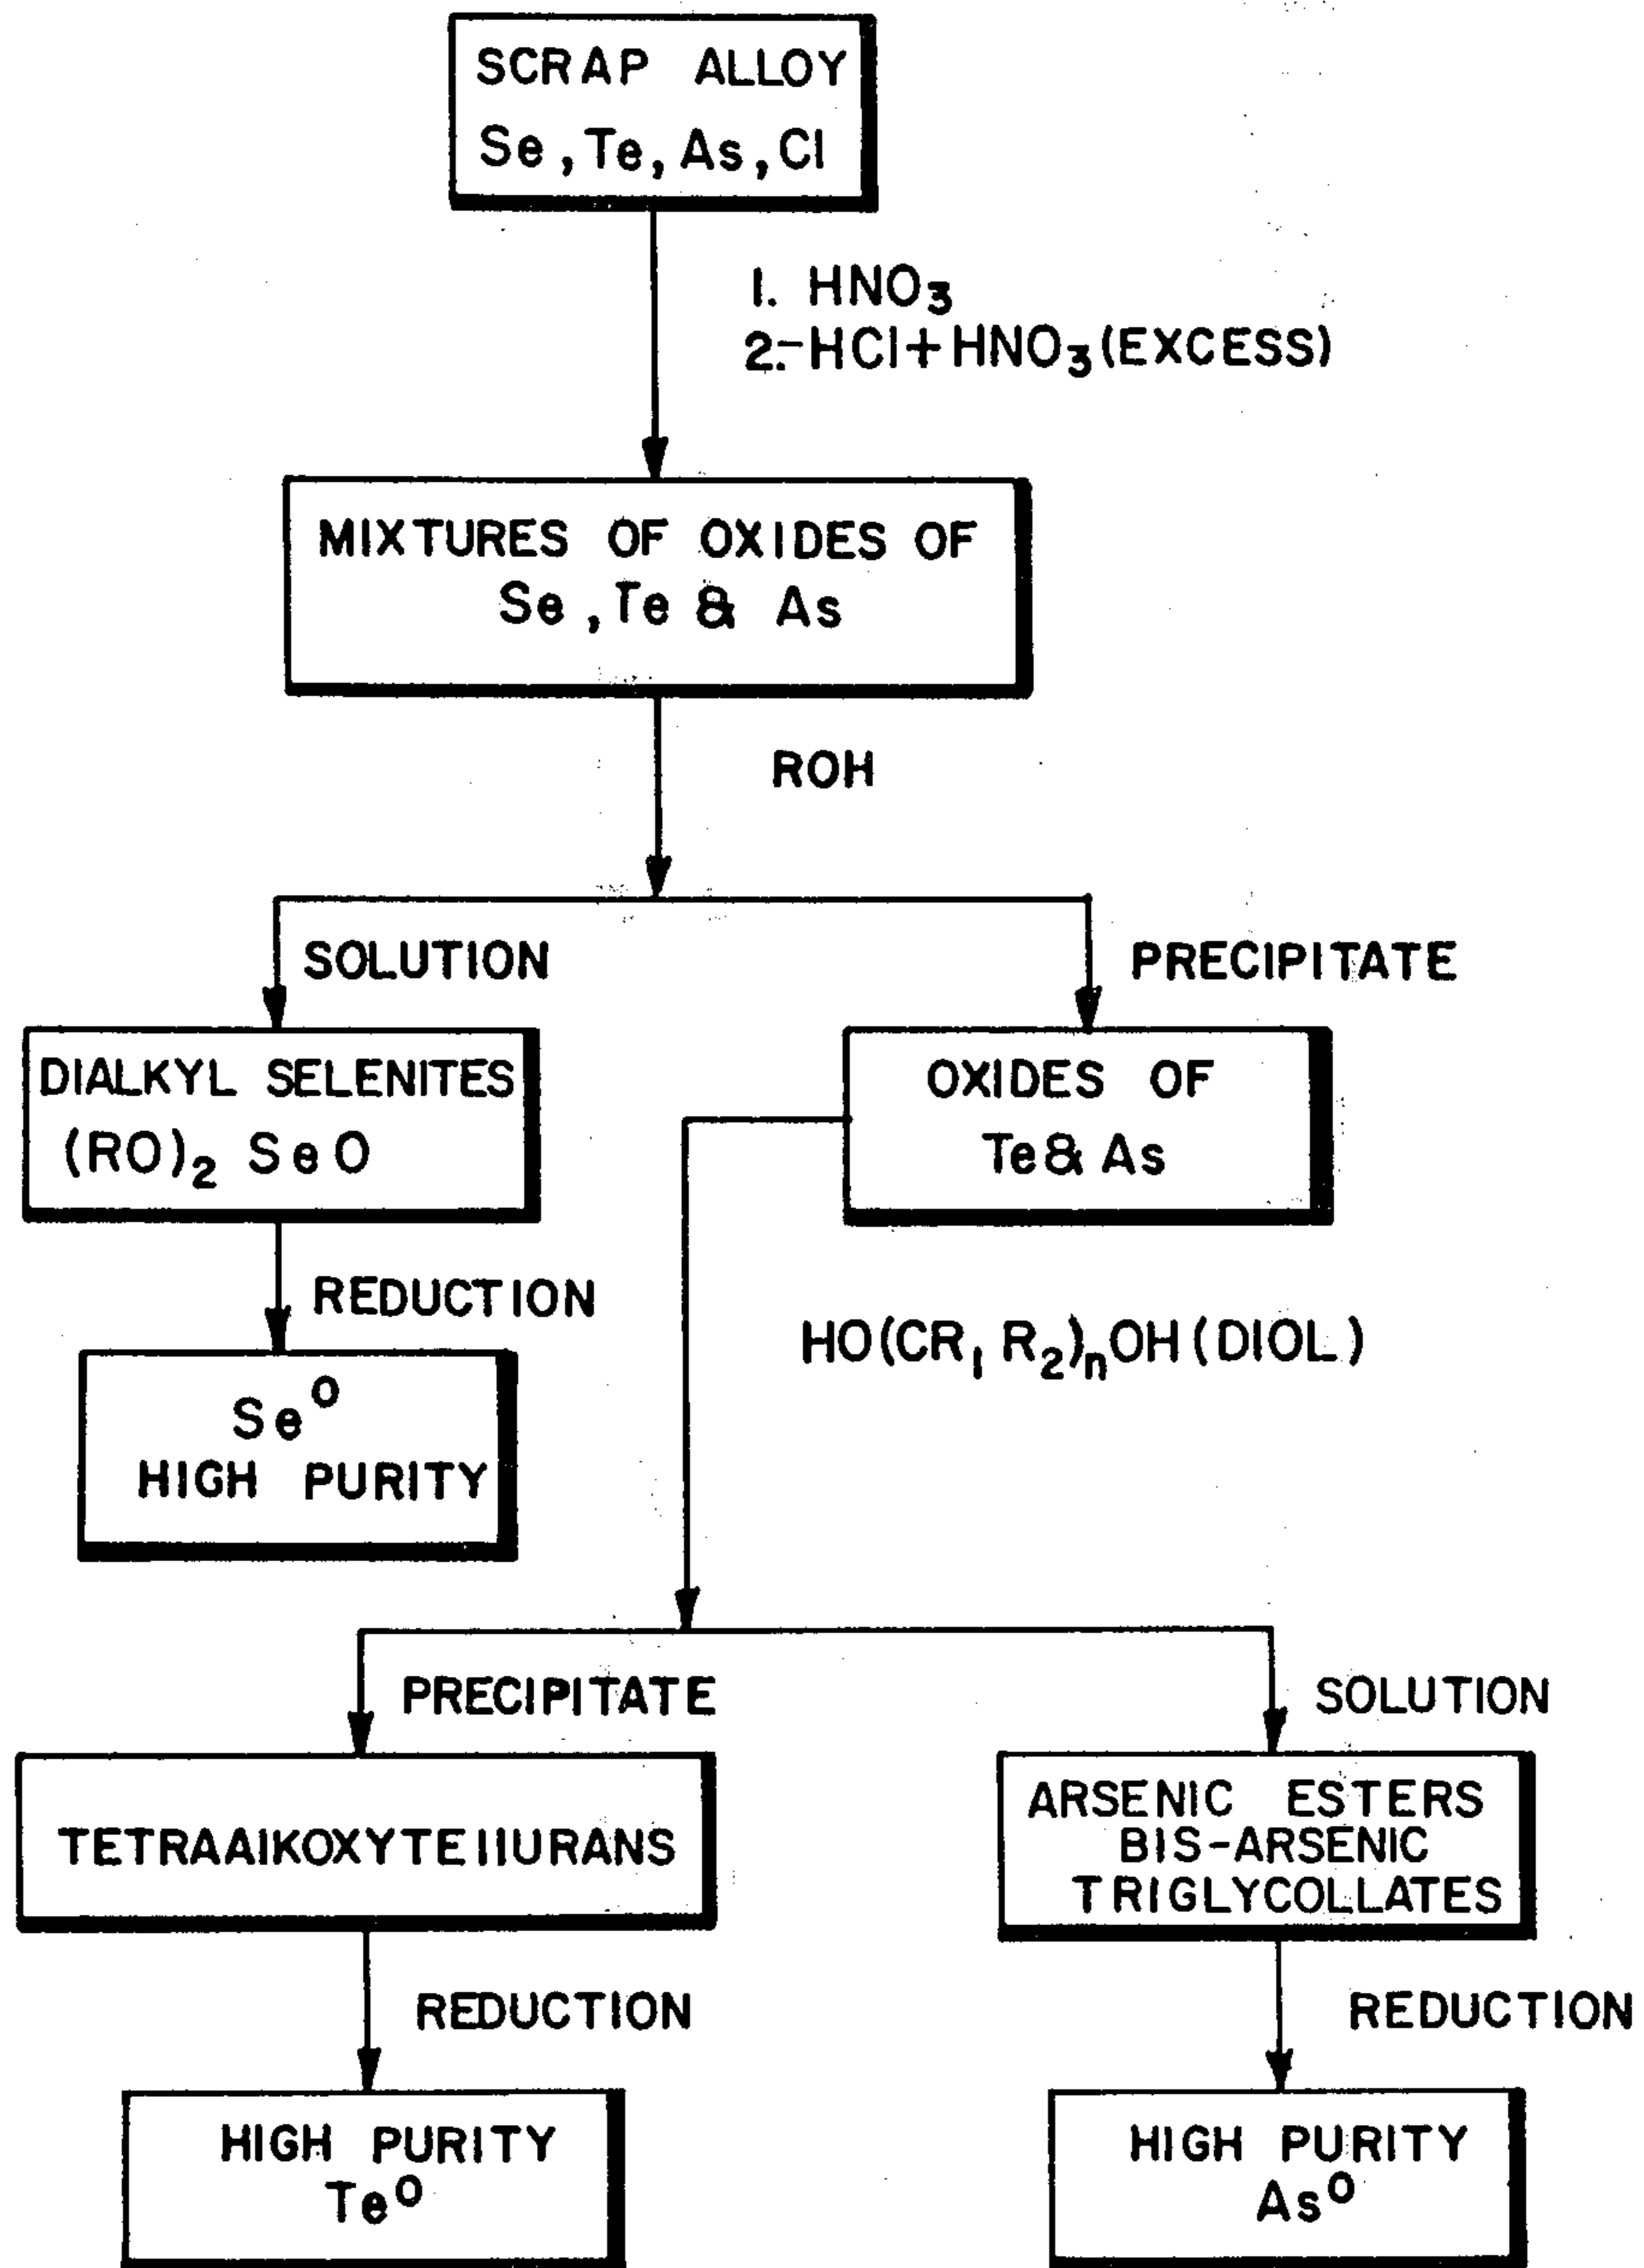 SCRAP ALLOY
Se, Te, As, Cl
1. HNO3
2.-HCl+HNO3(EXCESS)
MIXTURES OF OXIDES OF
Se, Te & As
ROH
SOLUTION
PRECIPITATE
DIALKYL SELENITES
(RO)2 SeO
OXIDES OF
Te& As
REDUCTION
HO(CR1 R2)nOH(DIOL)
Se⁰
HIGH PURITY
PRECIPITATE
SOLUTION
TETRAAIKOXYTEIIURANS
ARSENIC ESTERS
BIS-ARSENIC
TRIGLYCOLLATES
REDUCTION
REDUCTION
HIGH PURITY
Te⁰
HIGH PURITY
As⁰